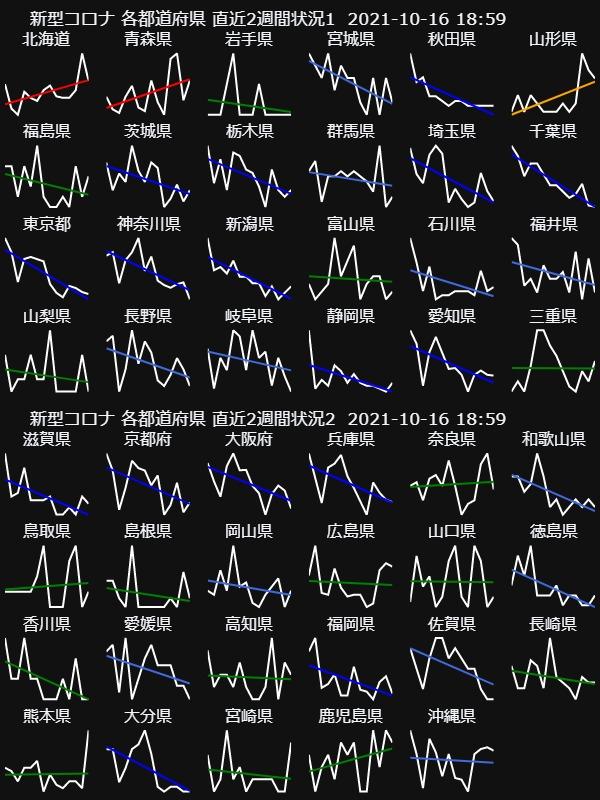 新型コロナ 各都道府県 直近2週間状況1 2021-10-16 18:59
北海道 青森県 岩手県 宮城県 秋田県 山形県
福島県 茨城県 栃木県 群馬県 埼玉県 千葉県
東京都 神奈川県 新潟県 富山県 石川県 福井県
山梨県 長野県 岐阜県 静岡県 愛知県 三重県
新型コロナ 各都道府県 直近2週間状況2 2021-10-16 18:59
滋賀県 京都府 大阪府 兵庫県 奈良県 和歌山県
鳥取県 島根県 岡山県 広島県 山口県 徳島県
香川県 愛媛県 高知県 福岡県 佐賀県 長崎県
熊本県 大分県 宮崎県 鹿児島県 沖縄県